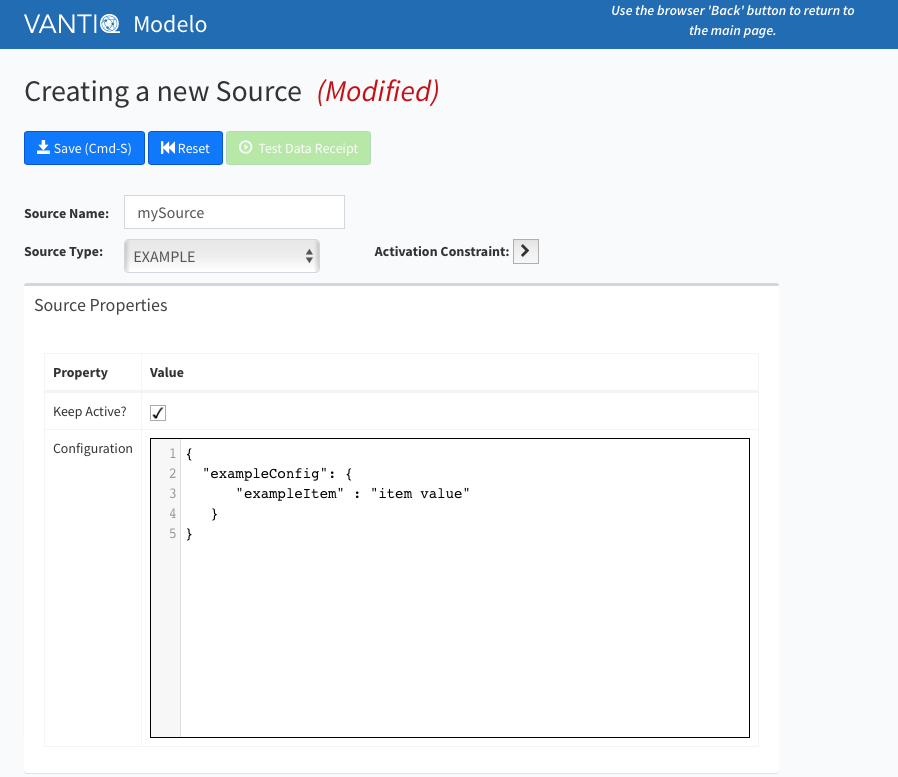 VANTIQ Modelo
Use the browser 'Back' button to return to
the main page.
Creating a new Source (Modified)
Save (Cmd-S) Reset Test Data Receipt
Source Name: mySource
Source Type: EXAMPLE Activation Constraint:
Source Properties
Property Value
Keep Active?
Configuration
1 {
2 "exampleConfig": {
3 "exampleItem" : "item value"
4 }
5 }